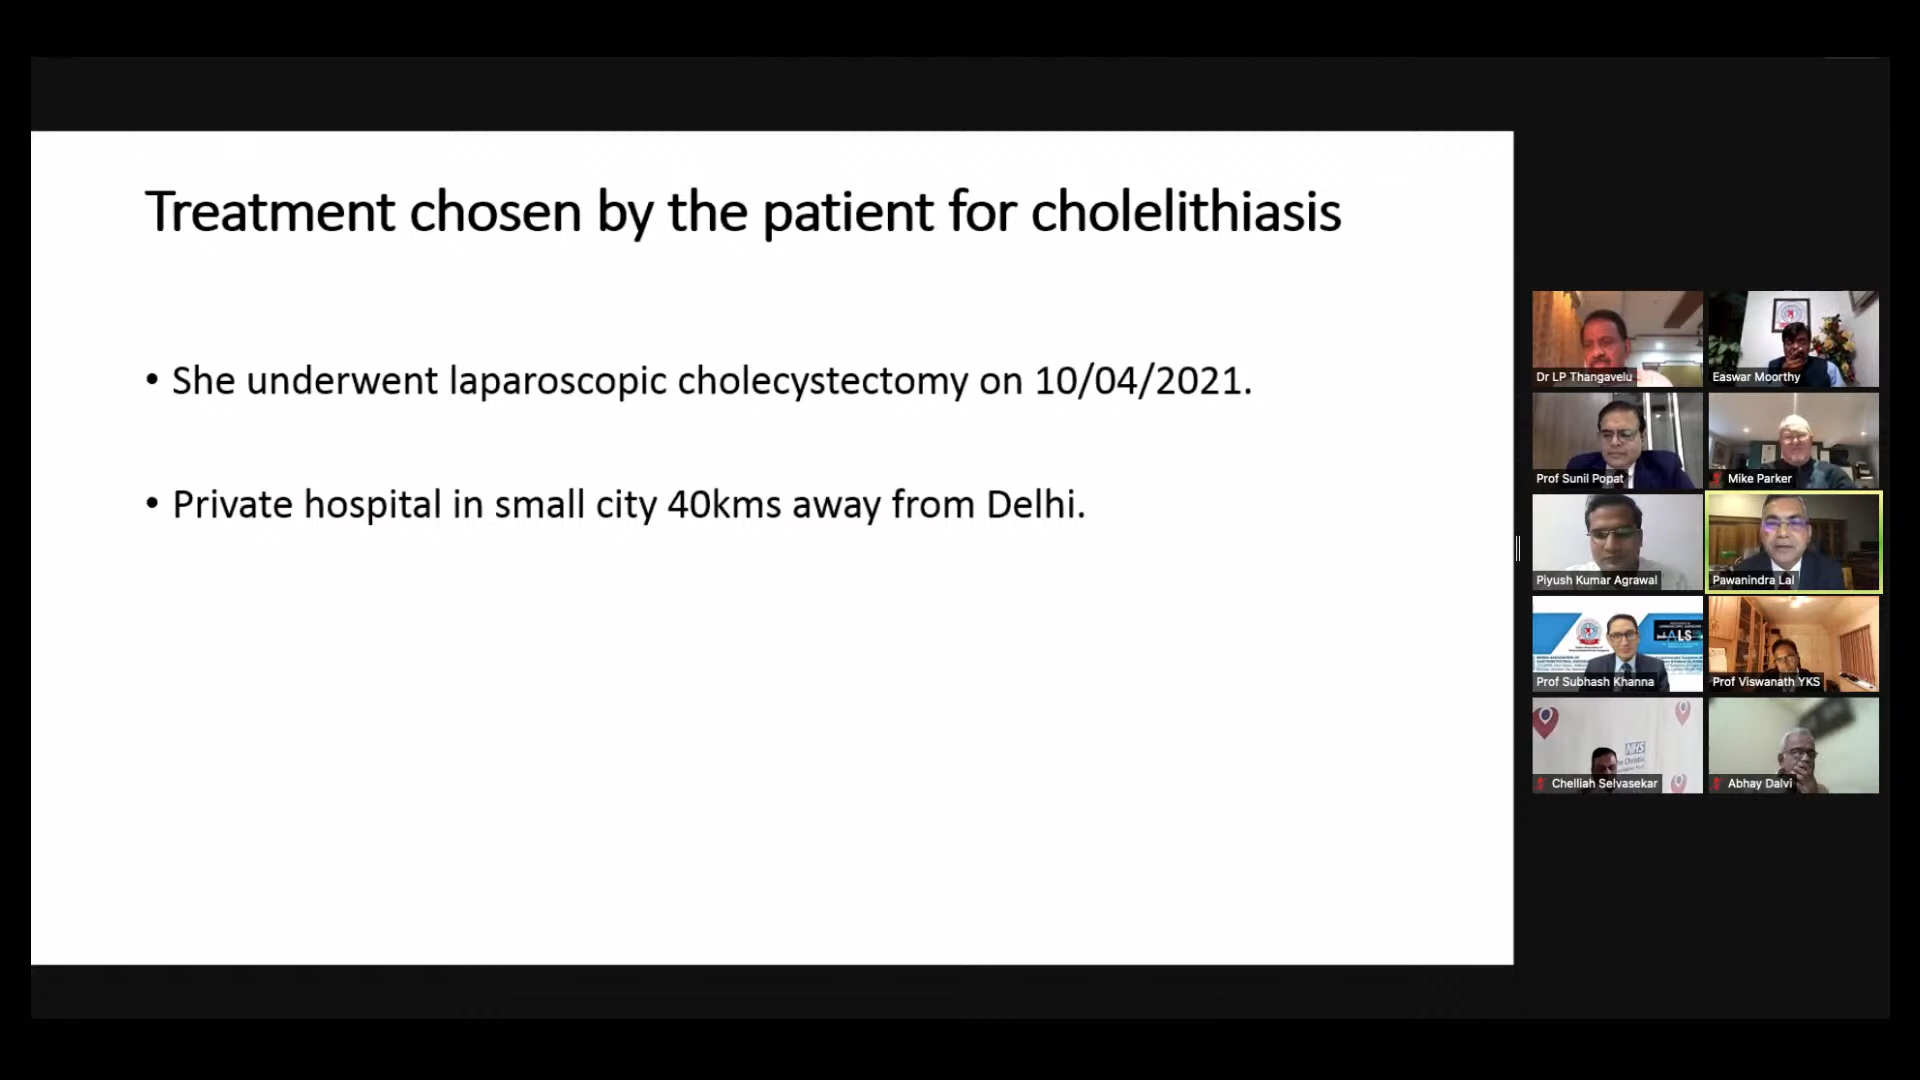 Treatment chosen by the patient for cholelithiasis
• She underwent laparoscopic cholecystectomy on 10/04/2021.
• Private hospital in small city 40kms away from Delhi.
Dr LP Thangavelu
Easwar Moorthy
Prof Sunil Popat
Mike Parker
Piyush Kumar Agrawal
Pawanindra Lal
Prof Subhash Khanna
Prof Viswanath YKS
NHS
Chelliah Selvasekar
Abhay Dalvi